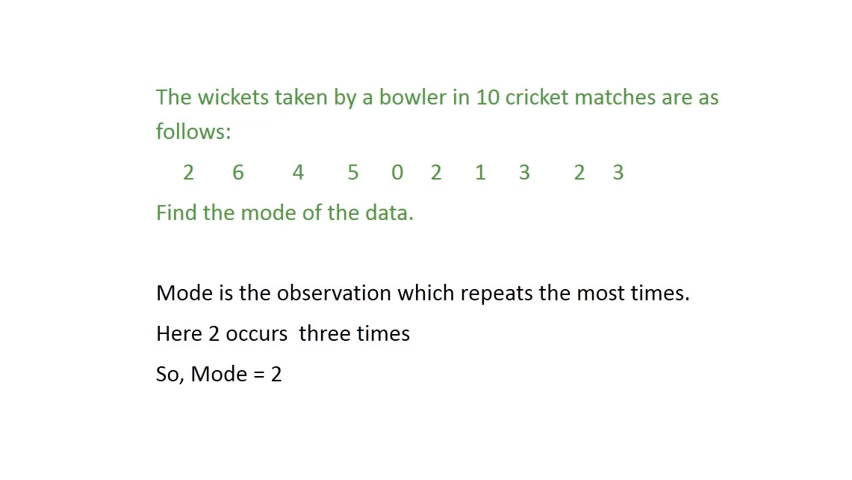 The wickets taken by a bowler in 10 cricket matches are as
follows:
2 6 4 5 0 2 1 3 2 3
Find the mode of the data.
Mode is the observation which repeats the most times.
Here 2 occurs three times
So, Mode = 2